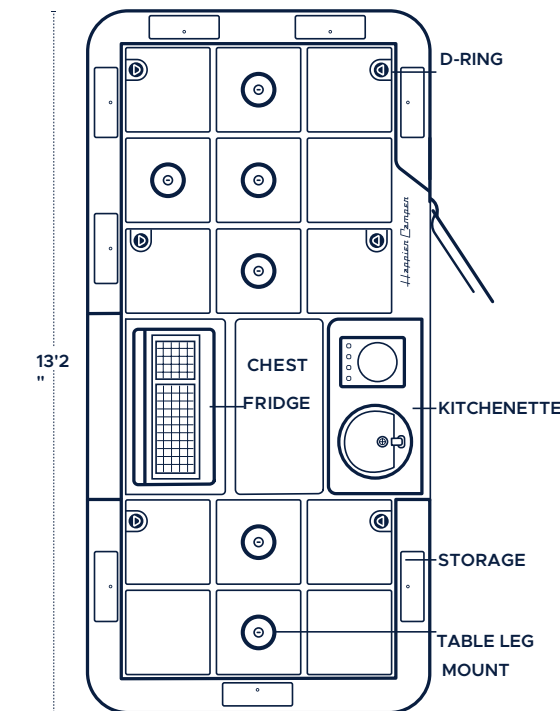 D-RING
Happier Camper
13'2
"
CHEST
FRIDGE
KITCHENETTE
STORAGE
TABLE LEG
MOUNT